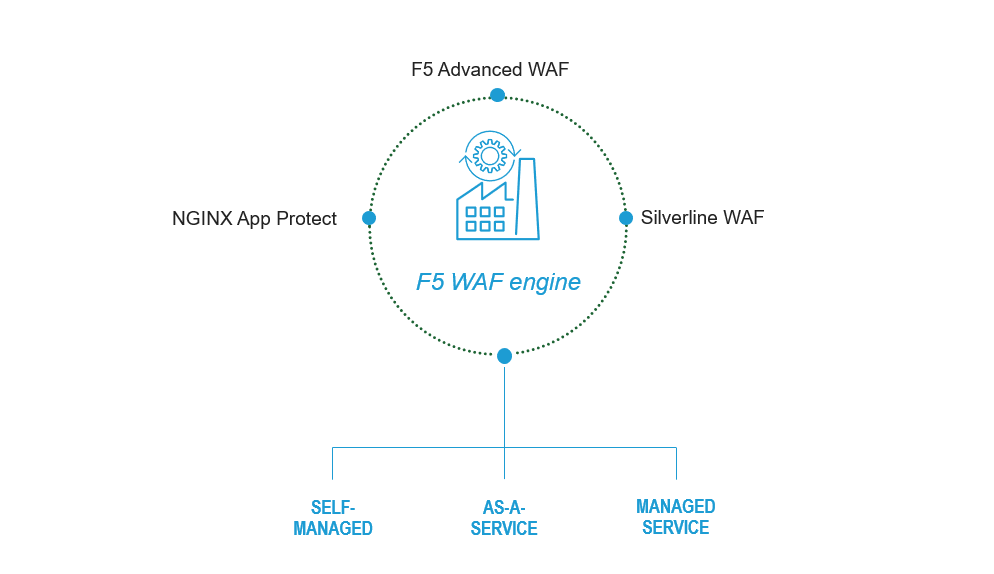 F5 Advanced WAF
NGINX App Protect
Silverline WAF
F5 WAF engine
SELF-
MANAGED
AS-A-
SERVICE
MANAGED
SERVICE